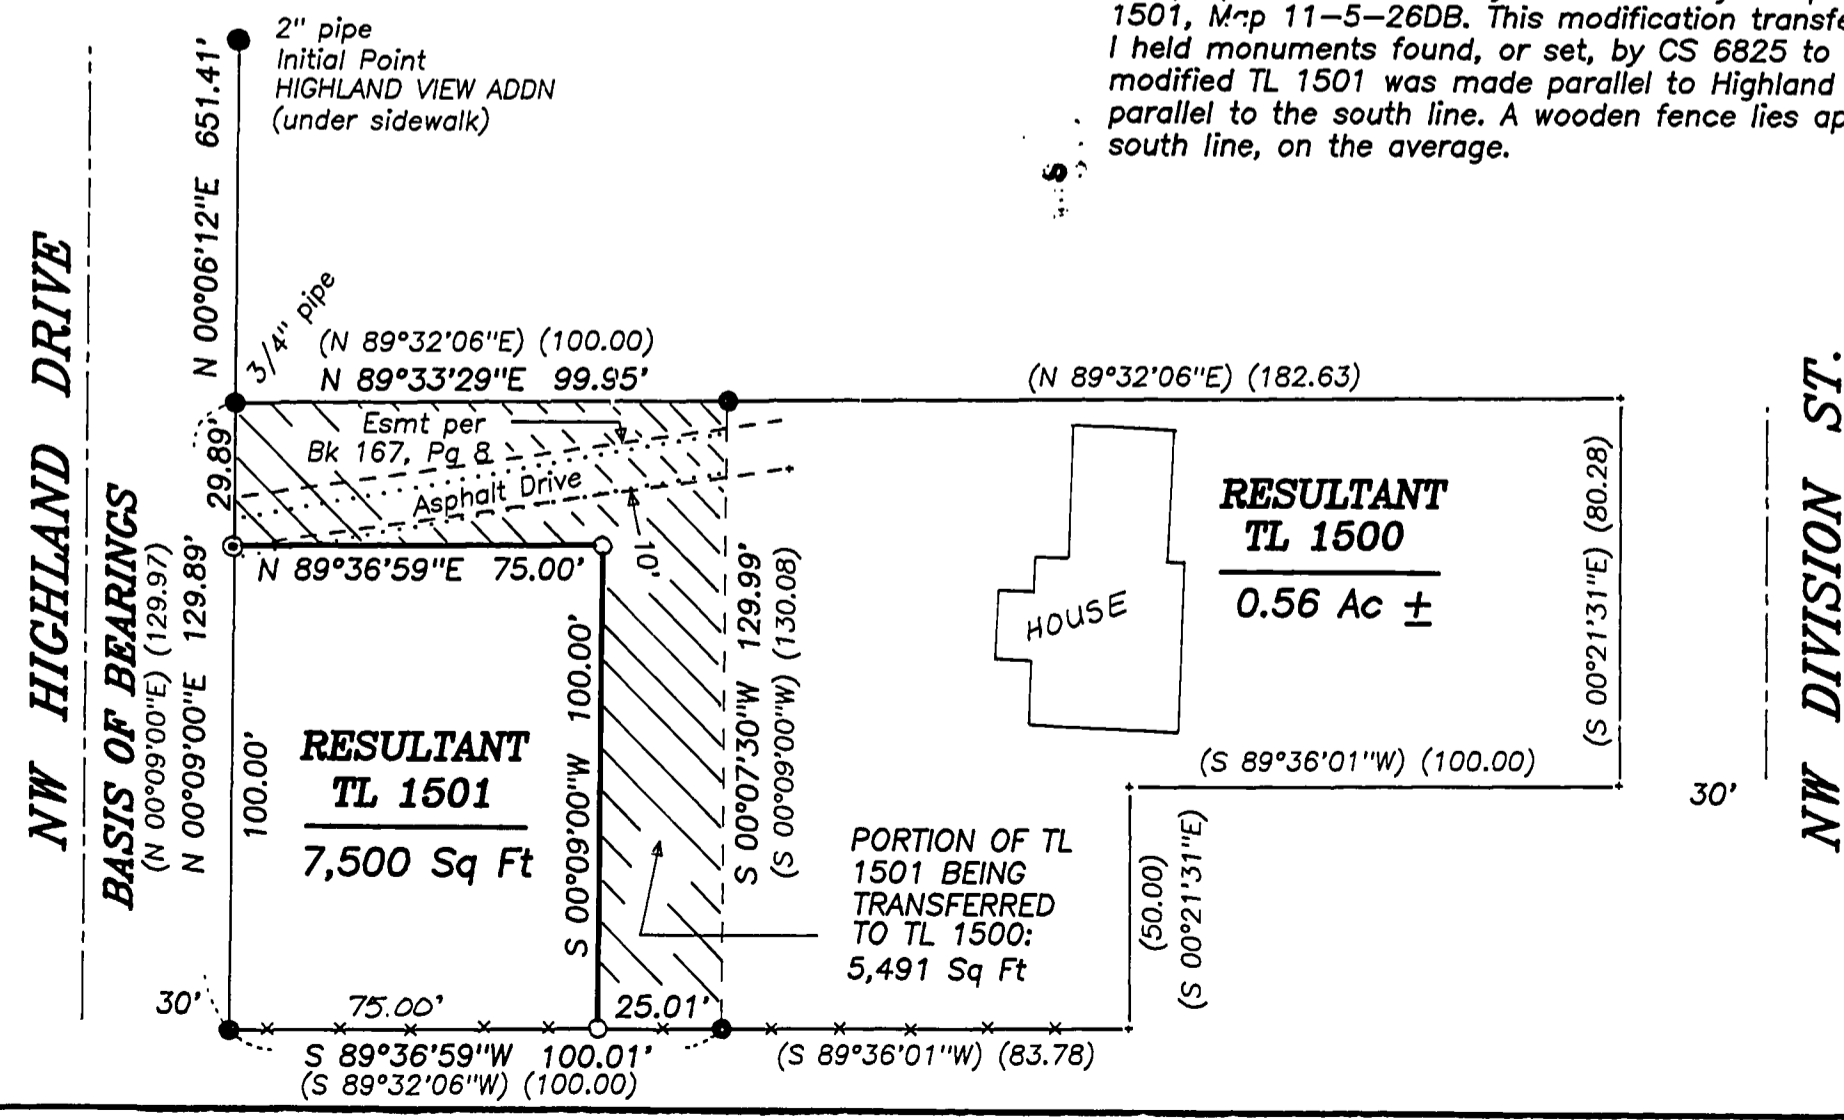 1501, Map 11-5-26DB. This modification transfe
I held monuments found, or set, by CS 6825 to
modified TL 1501 was made parallel to Highland
parallel to the south line. A wooden fence lies ap
south line, on the average.
2" pipe
Initial Point
HIGHLAND VIEW ADDN
(under sidewalk)
N 00°06'12"E 651.41'
3/4" pipe
(N 89°32'06"E) (100.00)
N 89°33'29"E 99.95'
(N 89°32'06"E) (182.63)
NW HIGHLAND DRIVE
BASIS OF BEARINGS
(N 00°09'00"E) (129.97)
N 00°09'00"E 129.89'
29.89'
Esmt per
Bk 167, Pg 8
Asphalt Drive
10'
N 89°36'59"E 75.00'
100.00'
RESULTANT
TL 1501
7,500 Sq Ft
S 00°09'00"W 100.00'
S 00°07'30"W 129.99'
(S 00°09'00"W) (130.08)
HOUSE
RESULTANT
TL 1500
0.56 Ac ±
(S 00°21'31"E) (80.28)
NW DIVISION ST.
30'
(S 89°36'01"W) (100.00)
PORTION OF TL
1501 BEING
TRANSFERRED
TO TL 1500:
5,491 Sq Ft
(50.00)
(S 00°21'31"E)
30'
75.00'
25.01'
S 89°36'59"W 100.01'
(S 89°32'06"W) (100.00)
(S 89°36'01"W) (83.78)